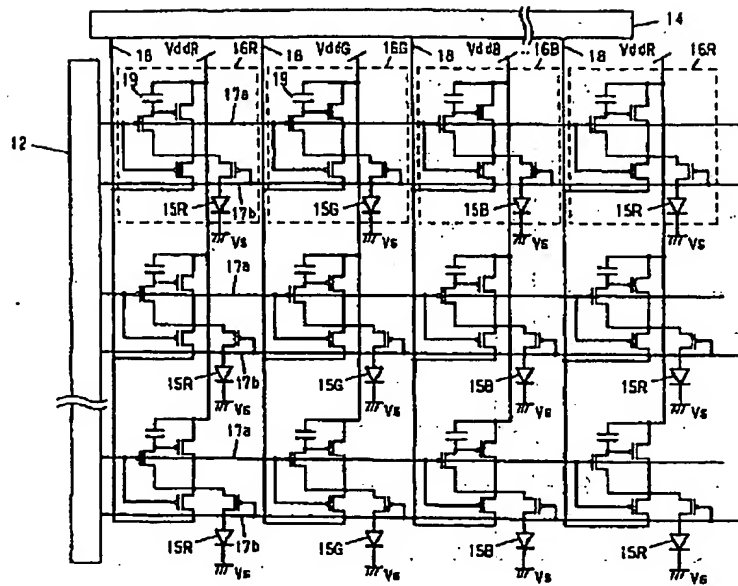 14
18 VddR 16R 18 VddG 16G 18 VddB 16B 18 VddR 16R
19 17a 19
12
15R 17b 15G 15B 15R
Vs Vs Vs Vs
17a
15R 17b 15G 15B 15R
Vs Vs Vs Vs
17a
15R 17b 15G 15B 15R
Vs Vs Vs Vs